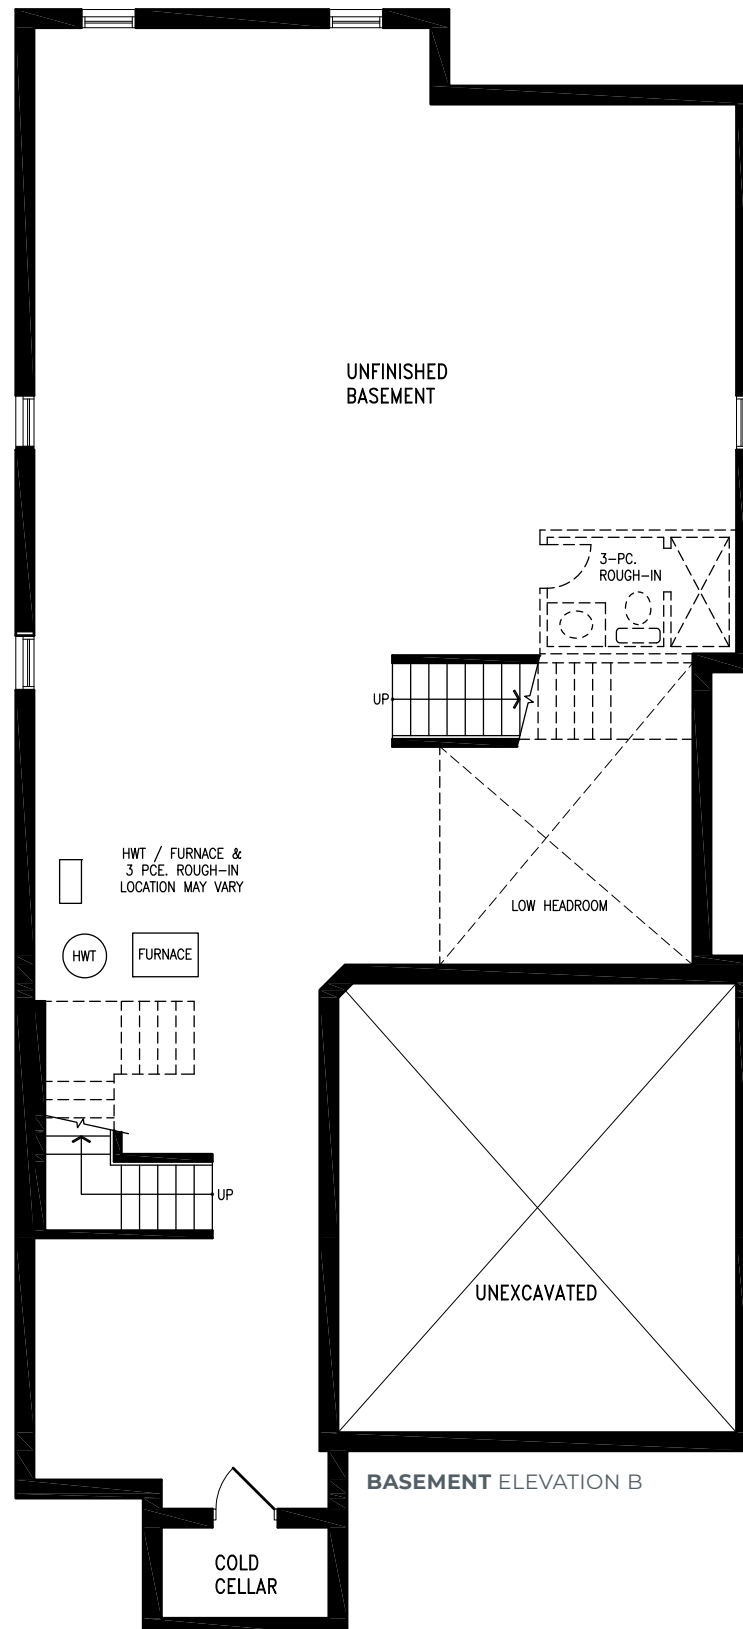 UNFINISHED
BASEMENT
3-PC.
ROUGH-IN
UP
HWT / FURNACE &
3 PCE. ROUGH-IN
LOCATION MAY VARY
LOW HEADROOM
HWT
FURNACE
UP
UNEXCAVATED
BASEMENT ELEVATION B
COLD
CELLAR